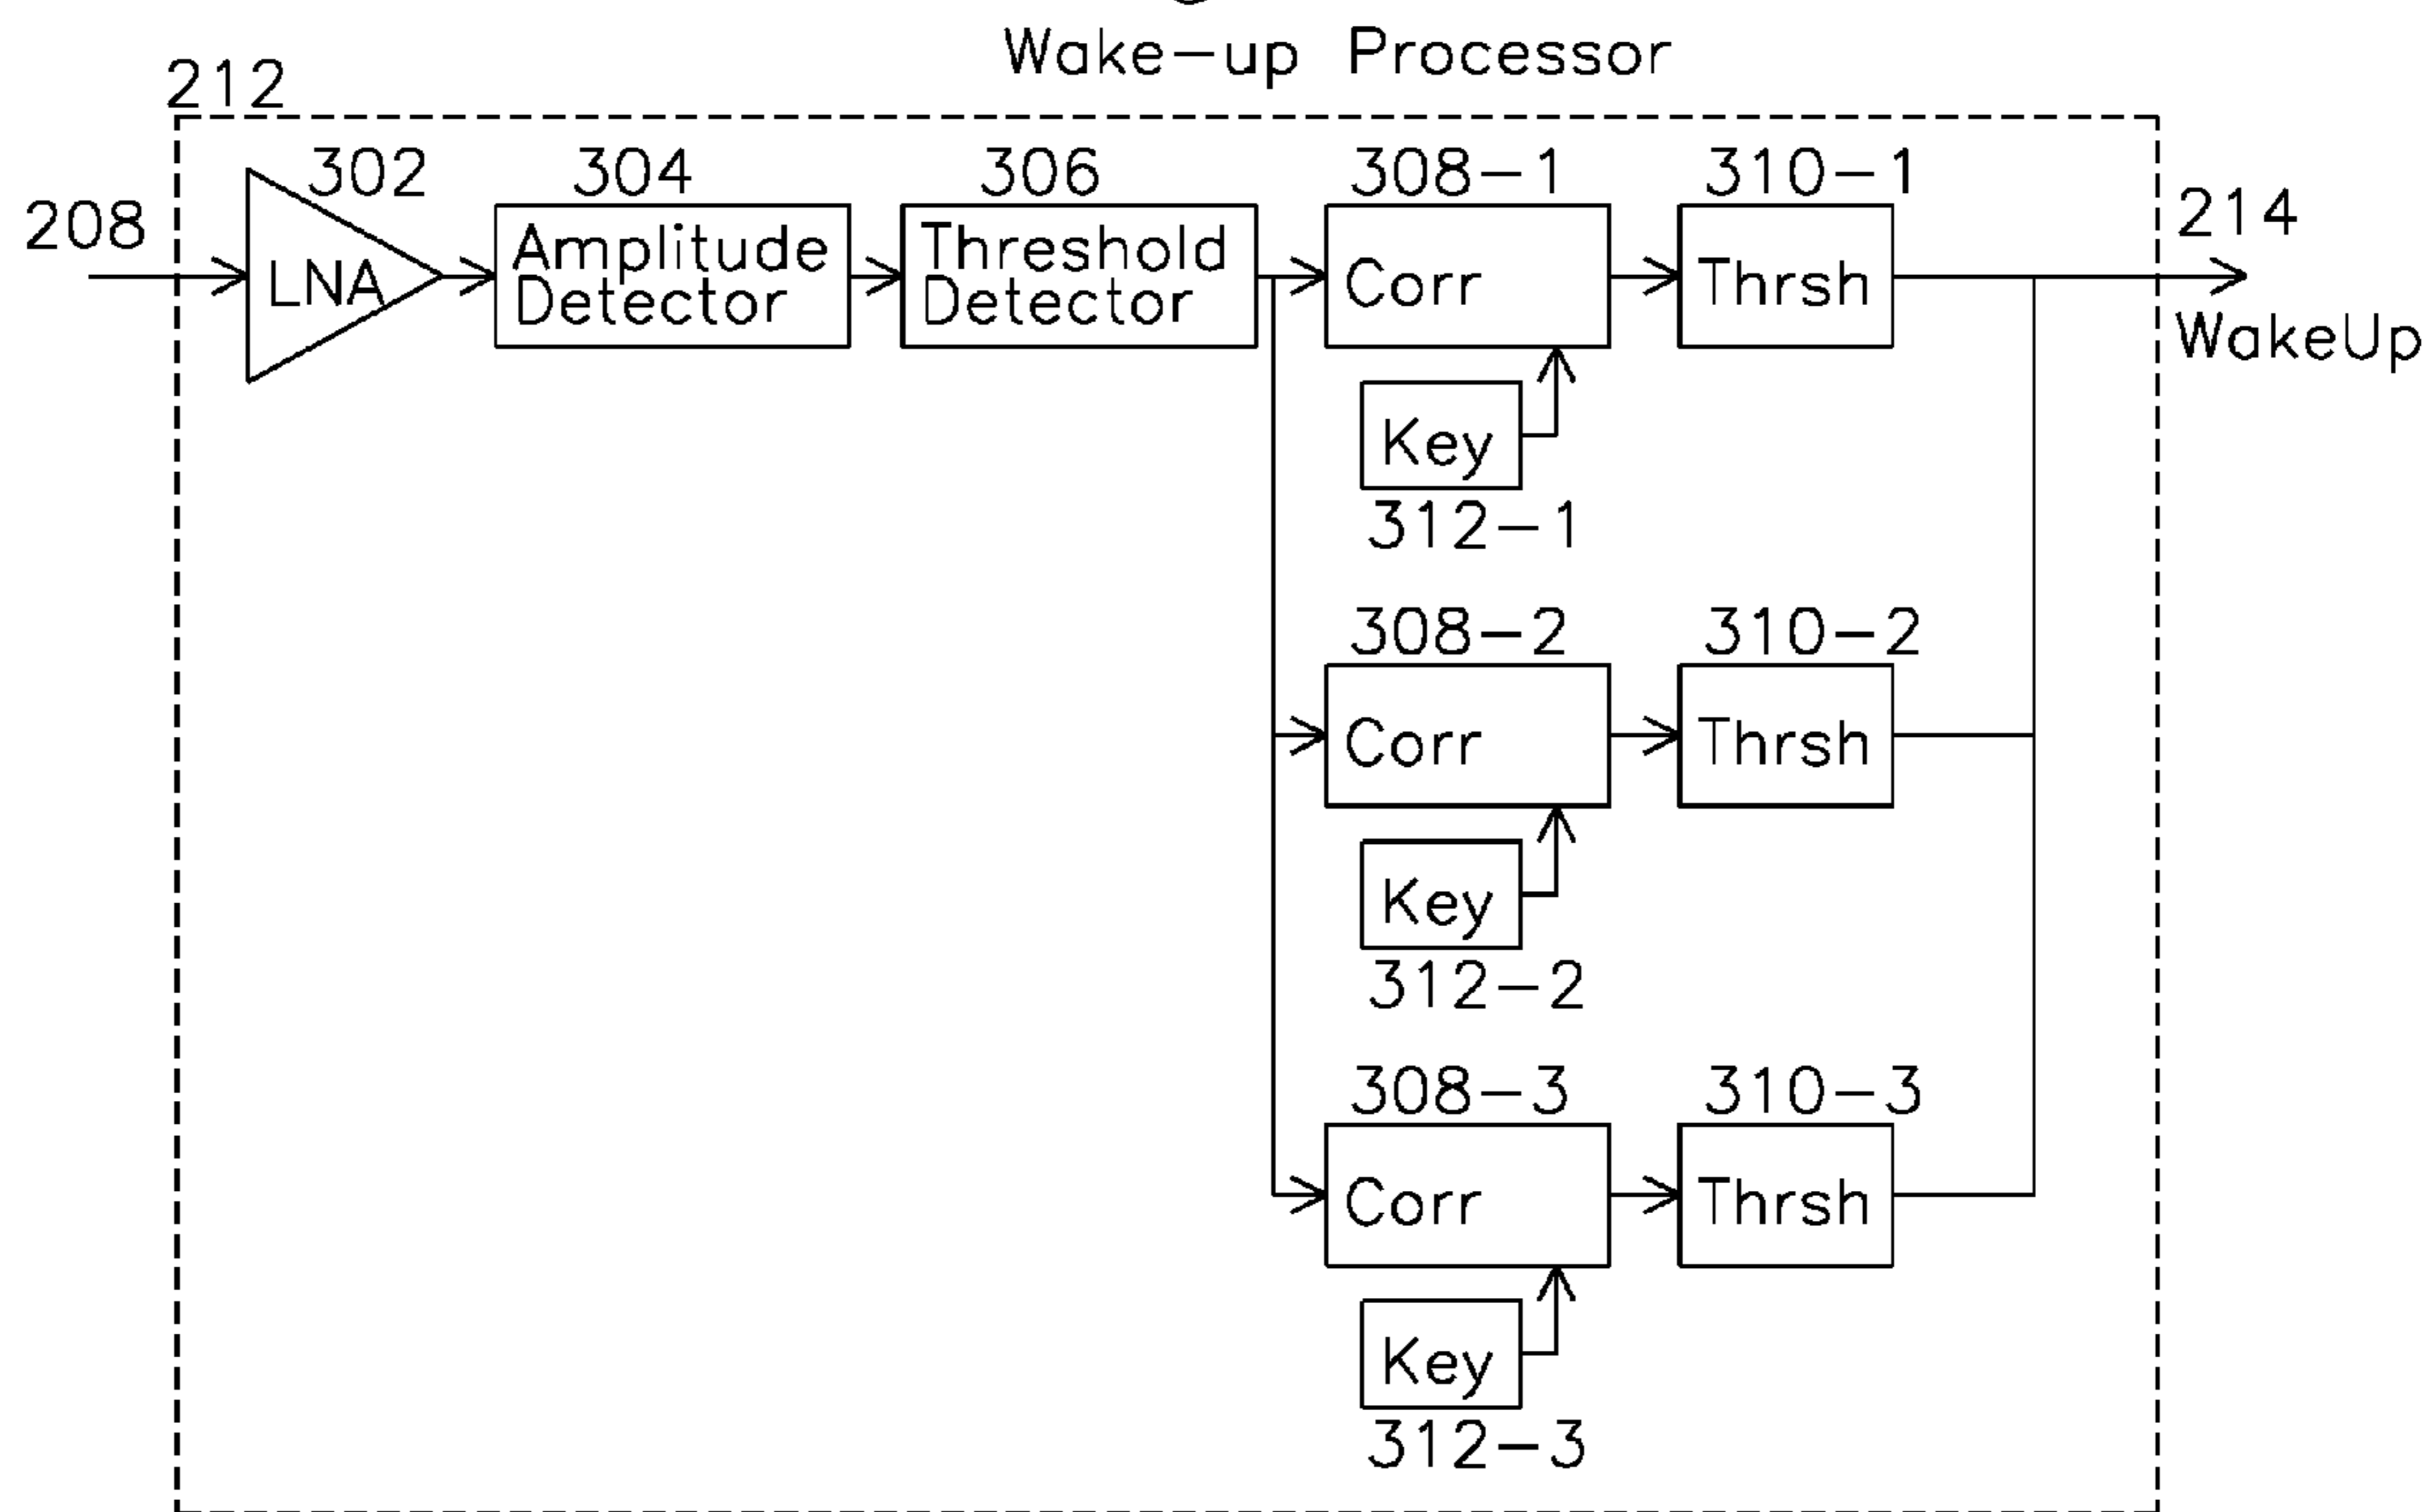 Wake-up Processor
212
302
304
306
308-1
310-1
208
214
LNA
Amplitude
Detector
Threshold
Detector
Corr
Thrsh
WakeUp
Key
312-1
308-2
310-2
Corr
Thrsh
Key
312-2
308-3
310-3
Corr
Thrsh
Key
312-3